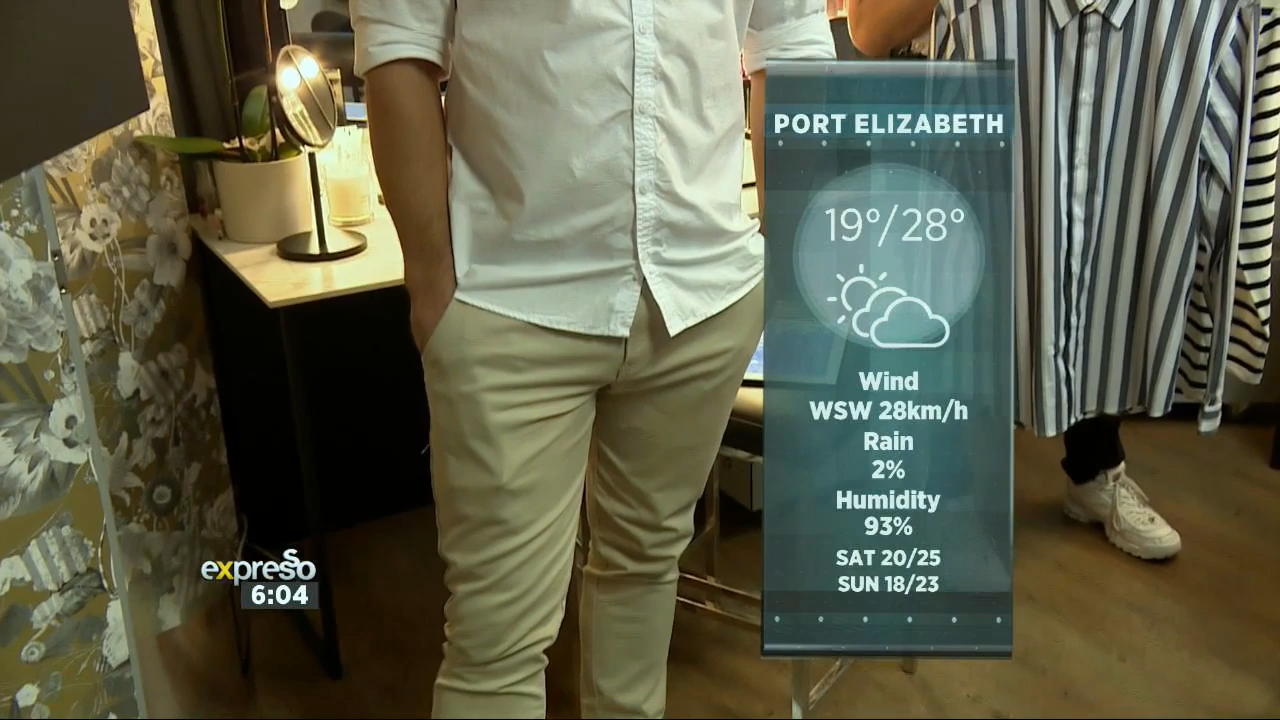 PORT ELIZABETH
19°/28°
Wind
WSW 28km/h
Rain
2%
Humidity
93%
SAT 20/25
SUN 18/23
expresso
6:04